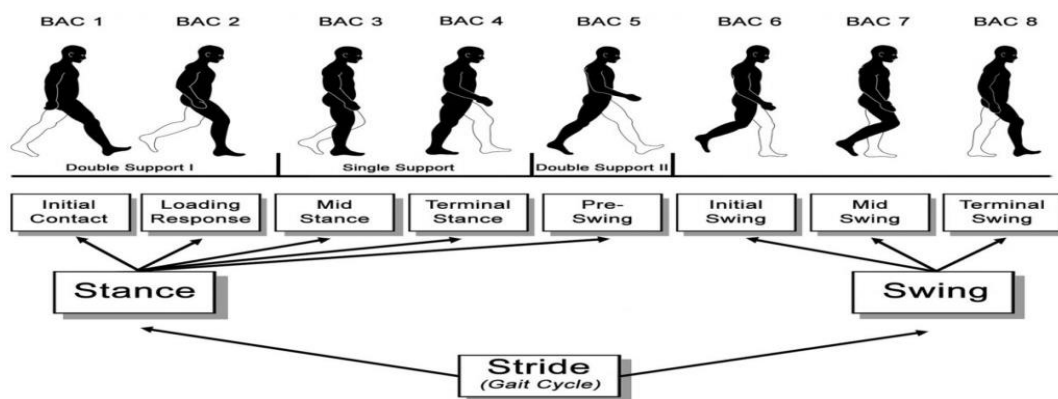 BAC 1 BAC 2 BAC 3 BAC 4 BAC 5 BAC 6 BAC 7 BAC 8
Double Support I Single Support Double Support II
Initial Loading Mid Terminal Pre- Initial Mid Terminal
Contact Response Stance Stance Swing Swing Swing Swing
Stance Swing
Stride
(Gait Cycle)